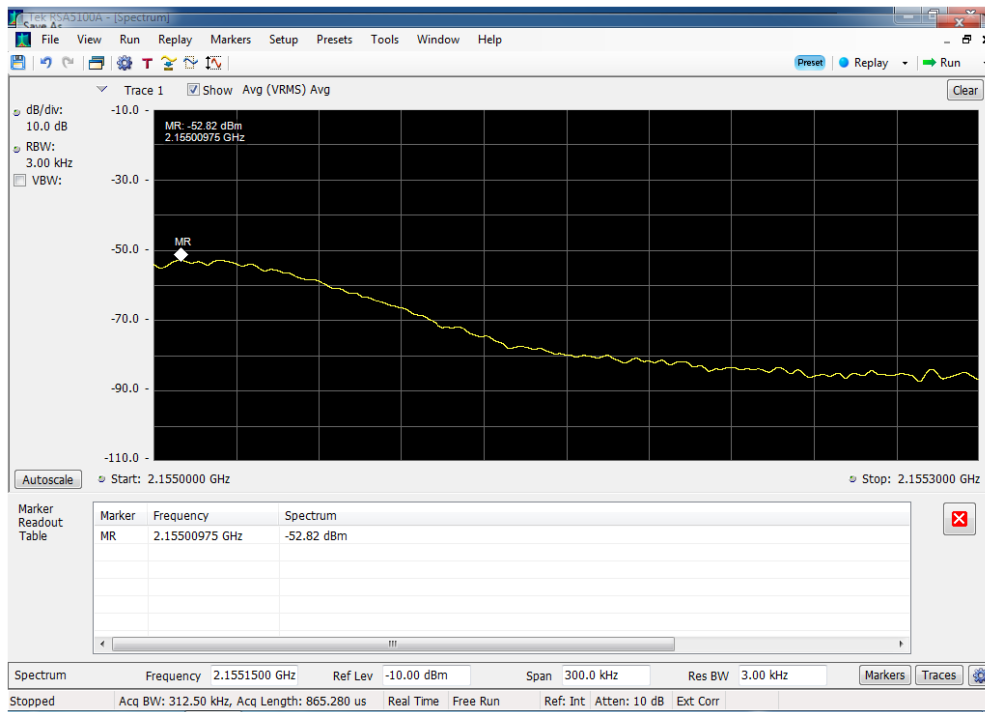 Tek RSA5100A - [Spectrum]
Save As
File View Run Replay Markers Setup Presets Tools Window Help
T Preset Replay Run
Trace 1 Show Avg (VRMS) Avg Clear
dB/div:
10.0 dB
RBW:
3.00 kHz
VBW:
-10.0
MR: -52.82 dBm
2.15500975 GHz
-30.0
MR
-50.0
-70.0
-90.0
-110.0
Autoscale Start: 2.1550000 GHz Stop: 2.1553000 GHz
Marker
Readout
Table
Marker Frequency Spectrum
MR 2.15500975 GHz -52.82 dBm
Spectrum Frequency 2.1551500 GHz Ref Lev -10.00 dBm Span 300.0 kHz Res BW 3.00 kHz Markers Traces
Stopped Acq BW: 312.50 kHz, Acq Length: 865.280 us Real Time Free Run Ref: Int Atten: 10 dB Ext Corr